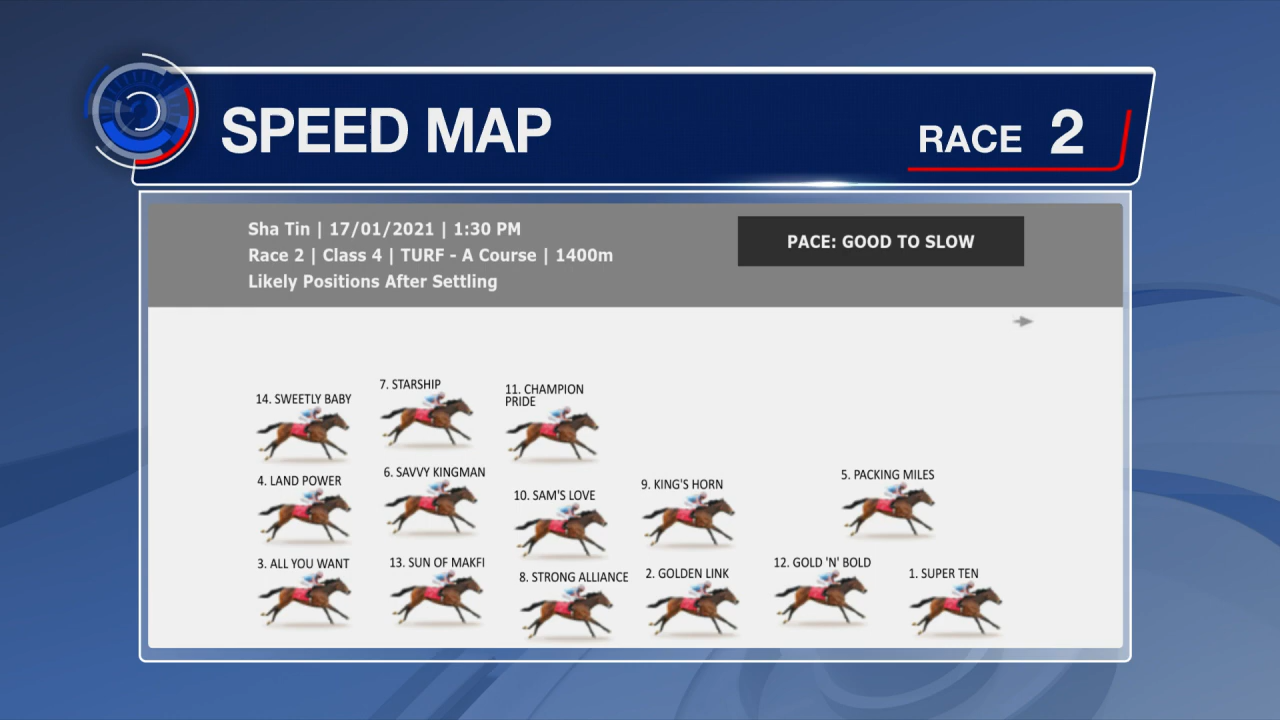 SPEED MAP
RACE 2
Sha Tin | 17/01/2021 | 1:30 PM
Race 2 | Class 4 | TURF - A Course | 1400m
Likely Positions After Settling
PACE: GOOD TO SLOW
14. SWEETLY BABY
7. STARSHIP
11. CHAMPION
PRIDE
4. LAND POWER
6. SAVVY KINGMAN
10. SAM'S LOVE
9. KING'S HORN
5. PACKING MILES
3. ALL YOU WANT
13. SUN OF MAKFI
8. STRONG ALLIANCE
2. GOLDEN LINK
12. GOLD 'N' BOLD
1. SUPER TEN